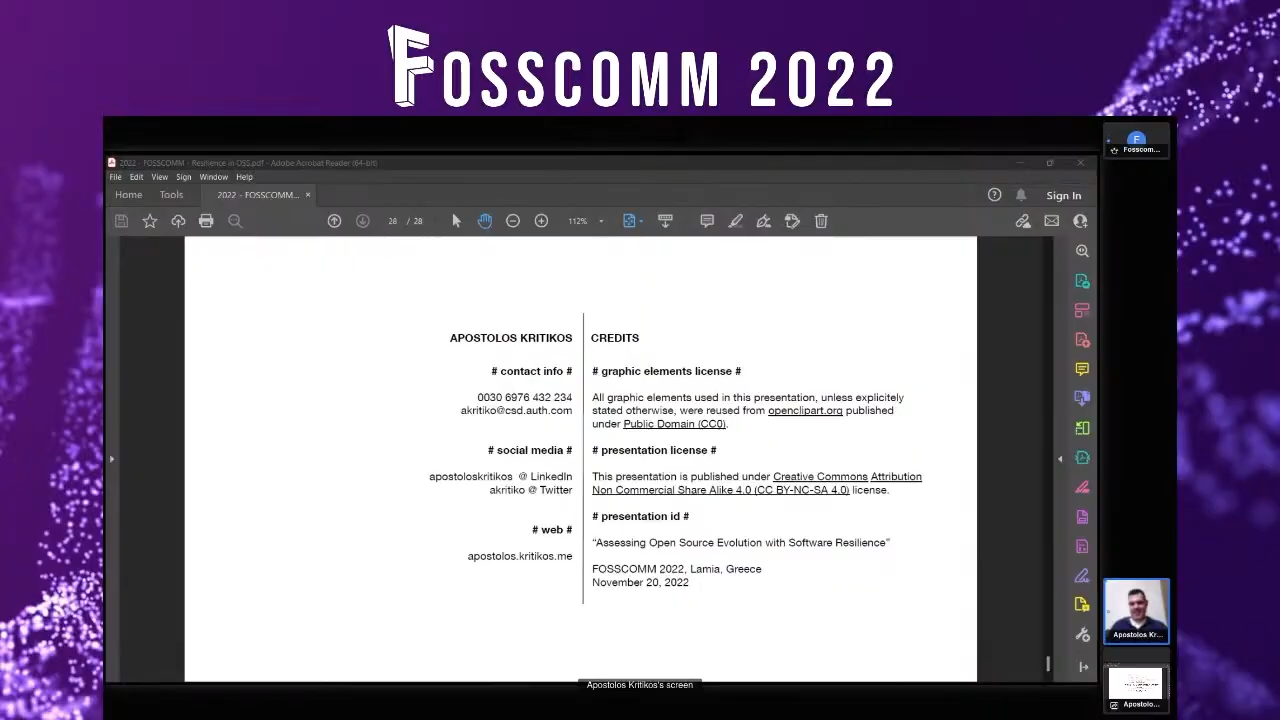 FOSSCOMM 2022
2022 - FOSSCOMM - Resilience in OSS.pdf - Adobe Acrobat Reader (64-bit)
File Edit View Sign Window Help
Home Tools 2022 - FOSSCOMM... × Sign In
28 / 28 112%
APOSTOLOS KRITIKOS
# contact info #
0030 6976 432 234
akritiko@csd.auth.com
# social media #
apostoloskritikos @ LinkedIn
akritiko @ Twitter
# web #
apostolos.kritikos.me
CREDITS
# graphic elements license #
All graphic elements used in this presentation, unless explicitely
stated otherwise, were reused from openclipart.org published
under Public Domain (CC0).
# presentation license #
This presentation is published under Creative Commons Attribution
Non Commercial Share Alike 4.0 (CC BY-NC-SA 4.0) license.
# presentation id #
“Assessing Open Source Evolution with Software Resilience”
FOSSCOMM 2022, Lamia, Greece
November 20, 2022
F
Fosscom...
Apostolos Kr...
Apostolo...
Apostolos Kritikos's screen